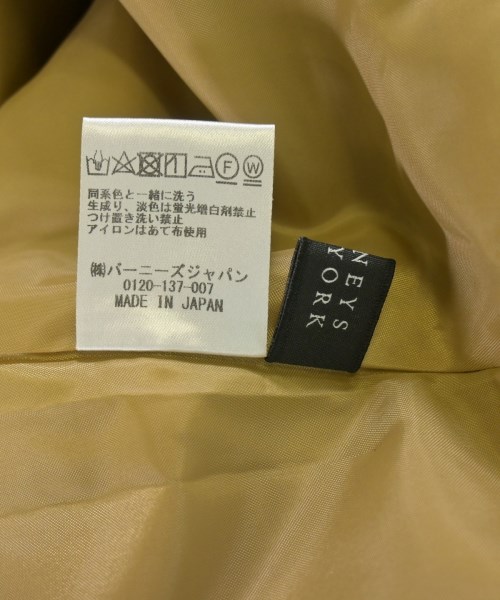 F W
同系色と一緒に洗う
生成り、淡色は蛍光増白剤禁止
つけ置き洗い禁止
アイロンはあて布使用
㈱バーニーズジャパン
0120-137-007
MADE IN JAPAN
NEYS
YORK